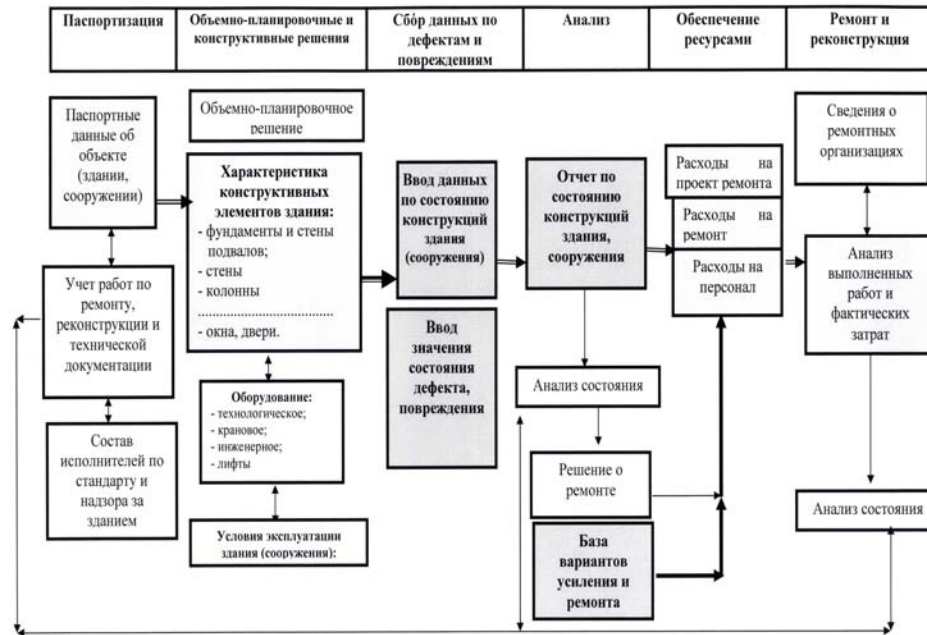 Паспортизация
Объемно-планировочные и
конструктивные решения
Сбор данных по
дефектам и
повреждениям
Анализ
Обеспечение
ресурсами
Ремонт и
реконструкция
Паспортные
данные об
объекте
(здании,
сооружении)
Учет работ по
ремонту,
реконструкции и
технической
документации
Состав
исполнителей по
стандарту и
надзора за
зданием
Объемно-планировочное
решение
Характеристика
конструктивных
элементов здания:
- фундаменты и стены
подвалов;
- стены
- колонны
......................................
- окна, двери.
Оборудование:
- технологическое;
- крановое;
- инженерное;
- лифты
Условия эксплуатации
здания (сооружения):
Ввод данных
по состоянию
конструкций
здания
(сооружения)
Ввод
значения
состояния
дефекта,
повреждения
Отчет по
состоянию
конструкций
здания,
сооружения
Анализ состояния
Решение о
ремонте
База
вариантов
усиления и
ремонта
Расходы на
проект ремонта
Расходы на
ремонт
Расходы на
персонал
Сведения о
ремонтных
организациях
Анализ
выполненных
работ и
фактических
затрат
Анализ состояния